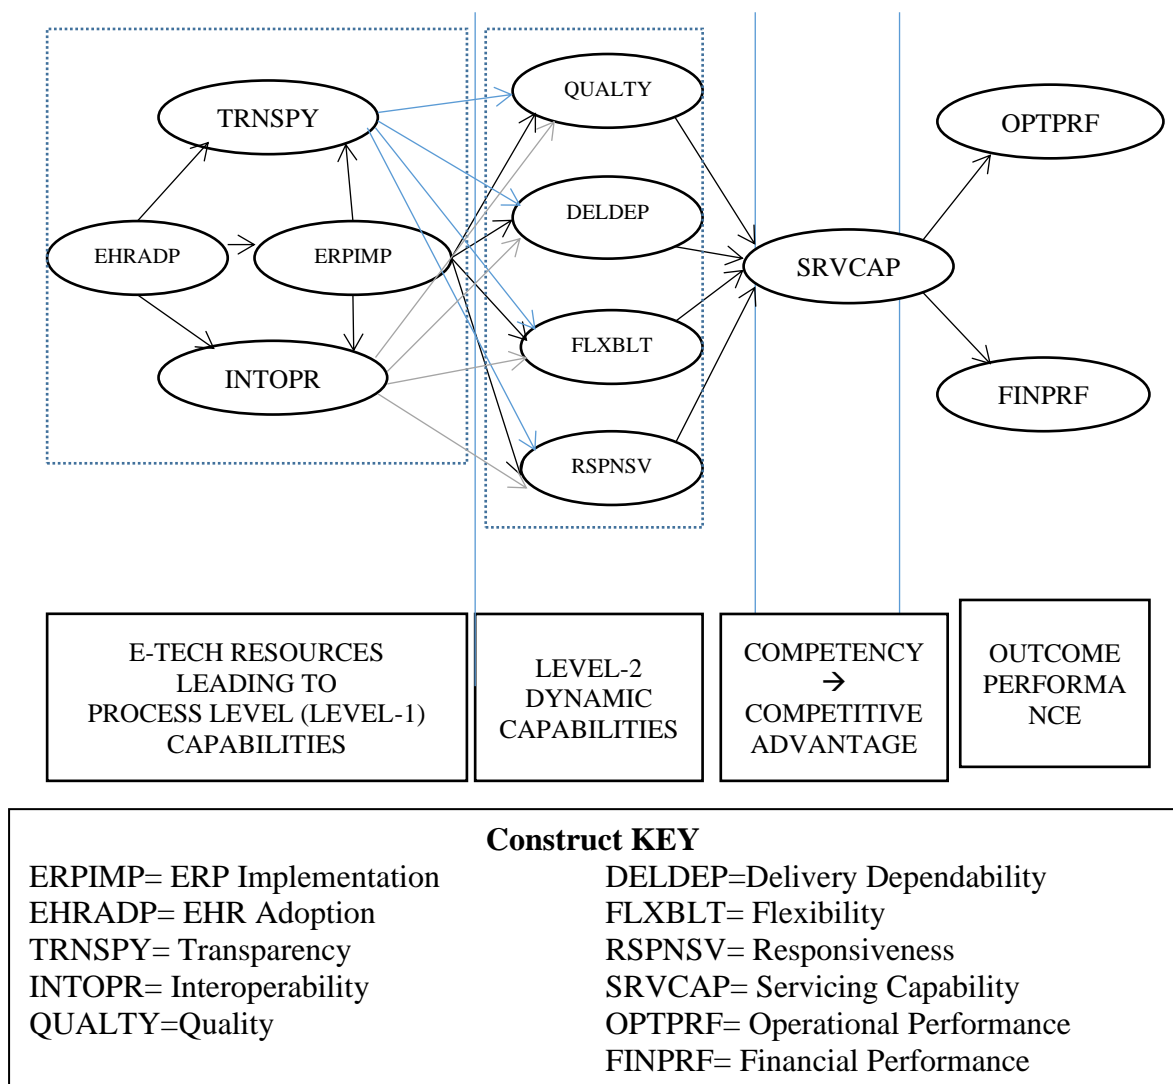 QUALTY
TRNSPY
OPTPRF
DELDEP
EHRADP
ERPIMP
SRVCAP
FLXBLT
INTOPR
FINPRF
RSPNSV
E-TECH RESOURCES
LEADING TO
PROCESS LEVEL (LEVEL-1)
CAPABILITIES
LEVEL-2
DYNAMIC
CAPABILITIES
COMPETENCY
→
COMPETITIVE
ADVANTAGE
OUTCOME
PERFORMA
NCE
Construct KEY
ERPIMP= ERP Implementation
EHRADP= EHR Adoption
TRNSPY= Transparency
INTOPR= Interoperability
QUALTY=Quality
DELDEP=Delivery Dependability
FLXBLT= Flexibility
RSPNSV= Responsiveness
SRVCAP= Servicing Capability
OPTPRF= Operational Performance
FINPRF= Financial Performance